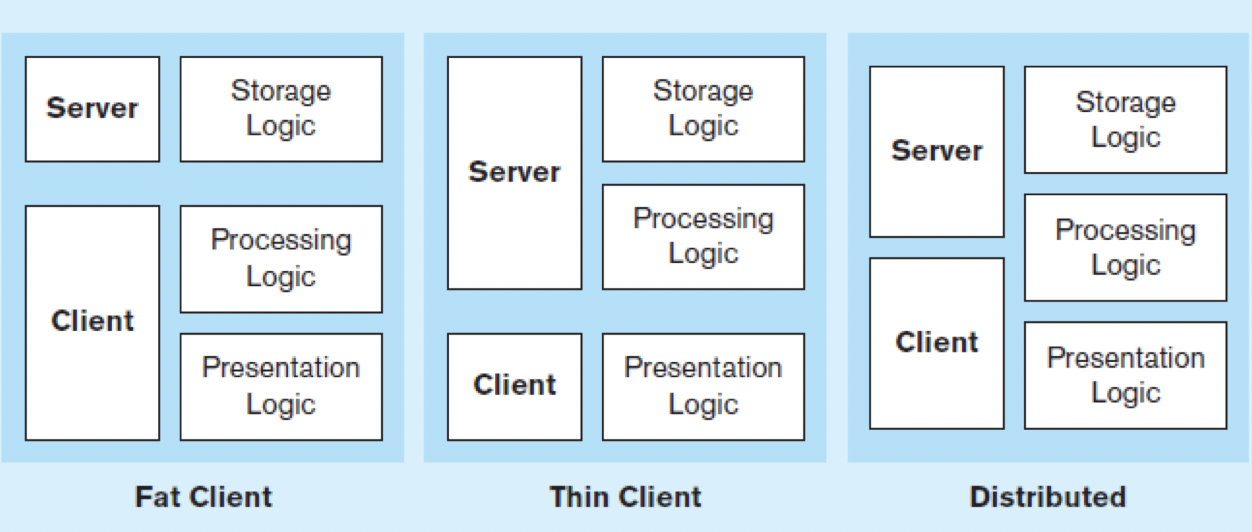 Server
Storage
Logic
Client
Processing
Logic
Presentation
Logic
Fat Client
Server
Storage
Logic
Processing
Logic
Client
Presentation
Logic
Thin Client
Server
Storage
Logic
Processing
Logic
Client
Presentation
Logic
Distributed